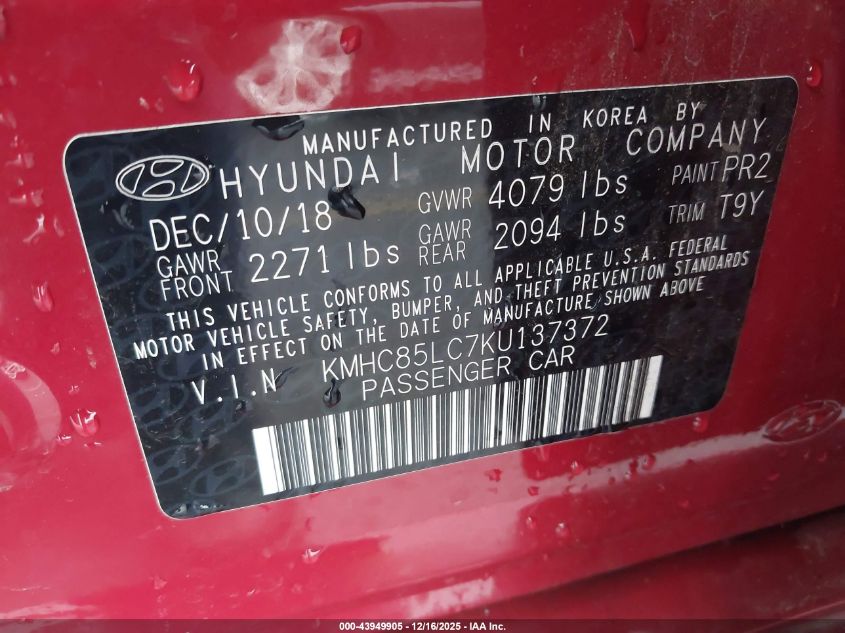 MANUFACTURED IN KOREA BY
HYUNDAI MOTOR COMPANY
DEC/10/18 GVWR 4079 lbs PAINT PR2
GAWR FRONT 2271 lbs GAWR REAR 2094 lbs TRIM T9Y
THIS VEHICLE CONFORMS TO ALL APPLICABLE U.S.A. FEDERAL
MOTOR VEHICLE SAFETY, BUMPER, AND THEFT PREVENTION STANDARDS
IN EFFECT ON THE DATE OF MANUFACTURE SHOWN ABOVE
V.I.N KMHC85LC7KU137372
PASSENGER CAR
000-43949905 - 12/16/2025 - IAA Inc.